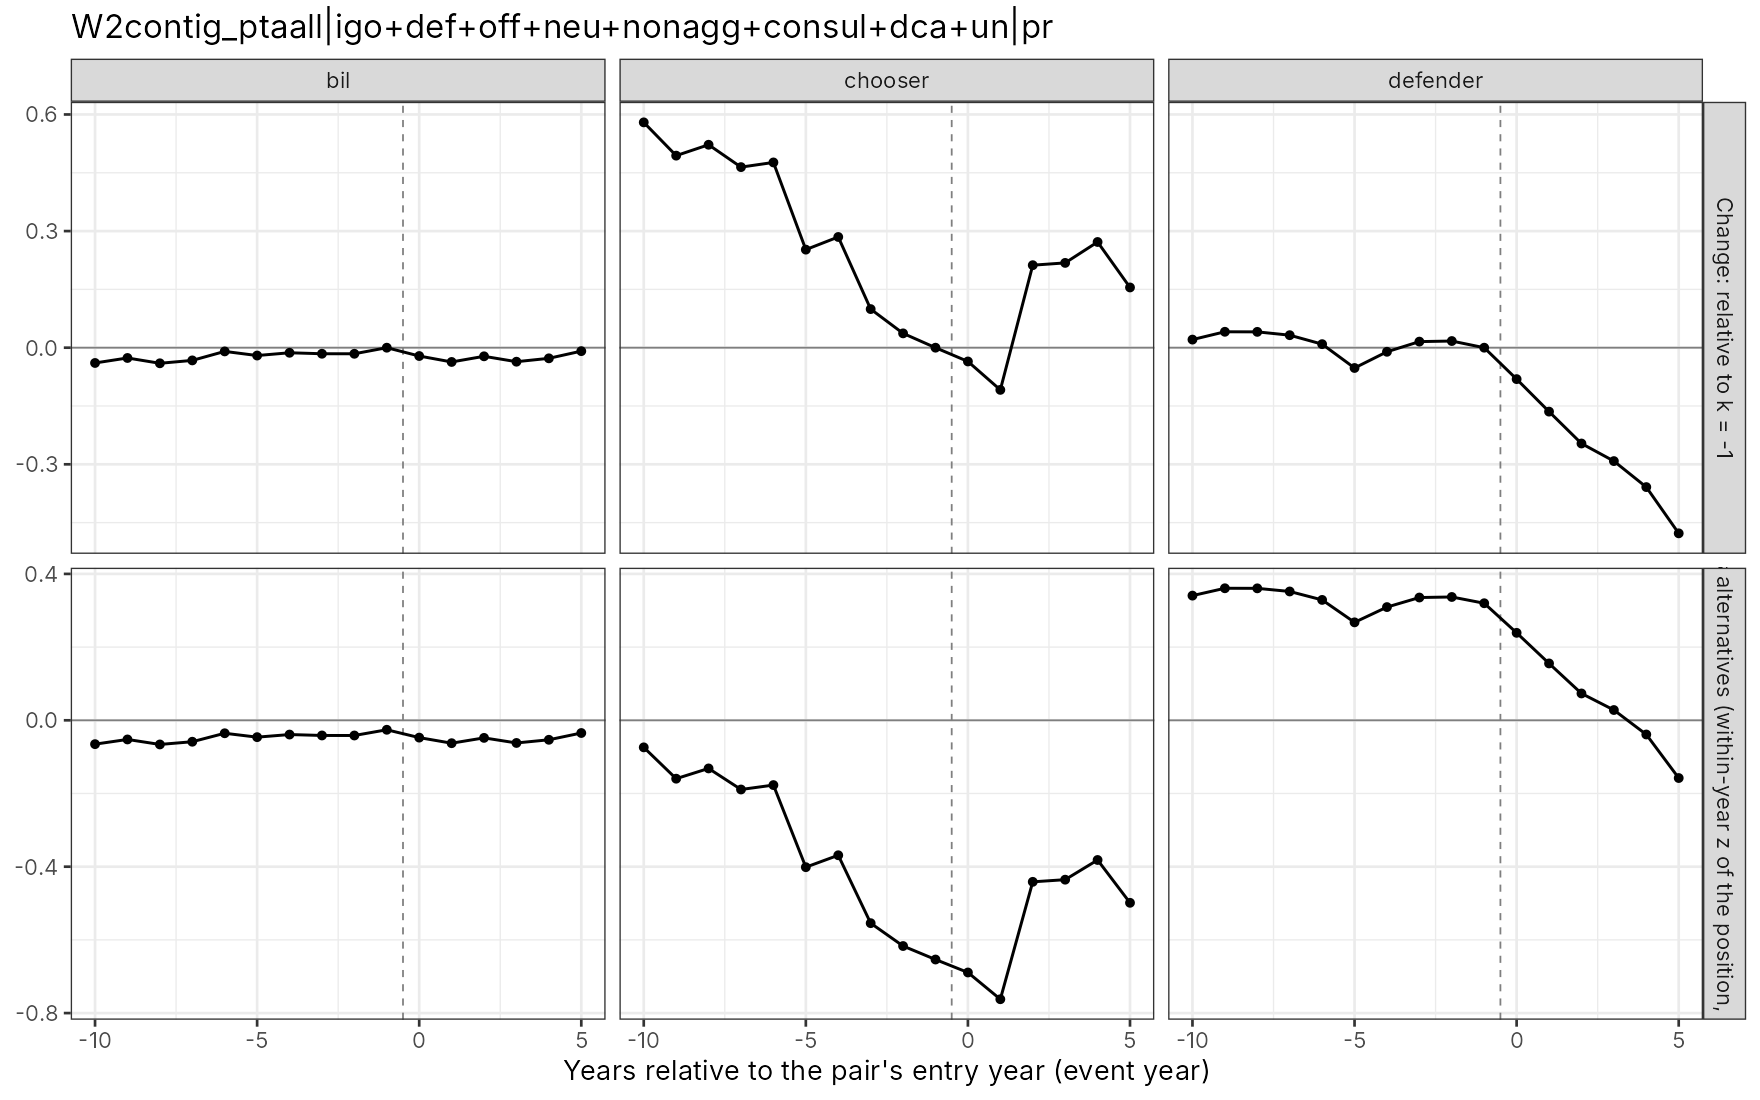 W2contig_ptaall|igo+def+off+neu+nonagg+consul+dca+un|pr
bil
chooser
defender
0.6
0.3
0.0
-0.3
Change: relative to k = -1
0.4
0.0
-0.4
-0.8
alternatives (within-year z of the position,
-10
-5
0
5
-10
-5
0
5
-10
-5
0
5
Years relative to the pair's entry year (event year)